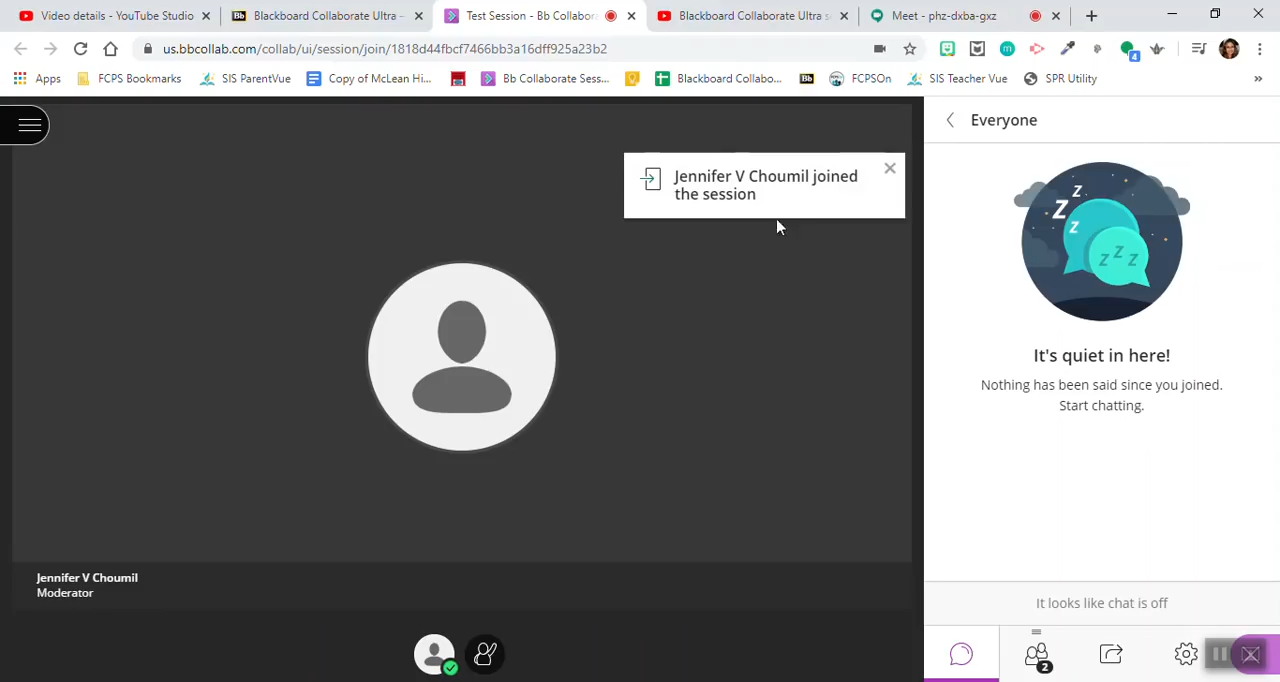 Video details - YouTube Studio
Bb Blackboard Collaborate Ultra –
Test Session - Bb Collabor
Blackboard Collaborate Ultra s
Meet - phz-dxba-gxz
us.bbcollab.com/collab/ui/session/join/1818d44fbcf7466bb3a16dff925a23b2
4
Apps
FCPS Bookmarks
SIS ParentVue
Copy of McLean Hi...
Bb Collaborate Sess...
Blackboard Collabo...
Bb
FCPSOn
SIS Teacher Vue
SPR Utility
»
Everyone
Jennifer V Choumil joined
the session
z
Z
z
z z z
It's quiet in here!
Nothing has been said since you joined.
Start chatting.
Jennifer V Choumil
Moderator
It looks like chat is off
2